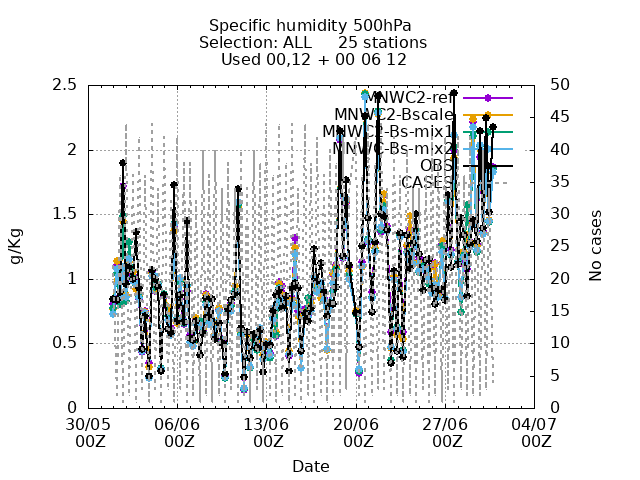 Specific humidity 500hPa
Selection: ALL 25 stations
Used 00,12 + 00 06 12
2.5
2
1.5
1
0.5
0
50
45
40
35
30
25
20
15
10
5
0
g/Kg
No cases
MNWC2-ref
MNWC2-Bscale
MNWC2-Bs-mix1
MNWC-Bs-mix2
OBS
CASES
30/05 06/06 13/06 20/06 27/06 04/07
00Z 00Z 00Z 00Z 00Z 00Z
Date